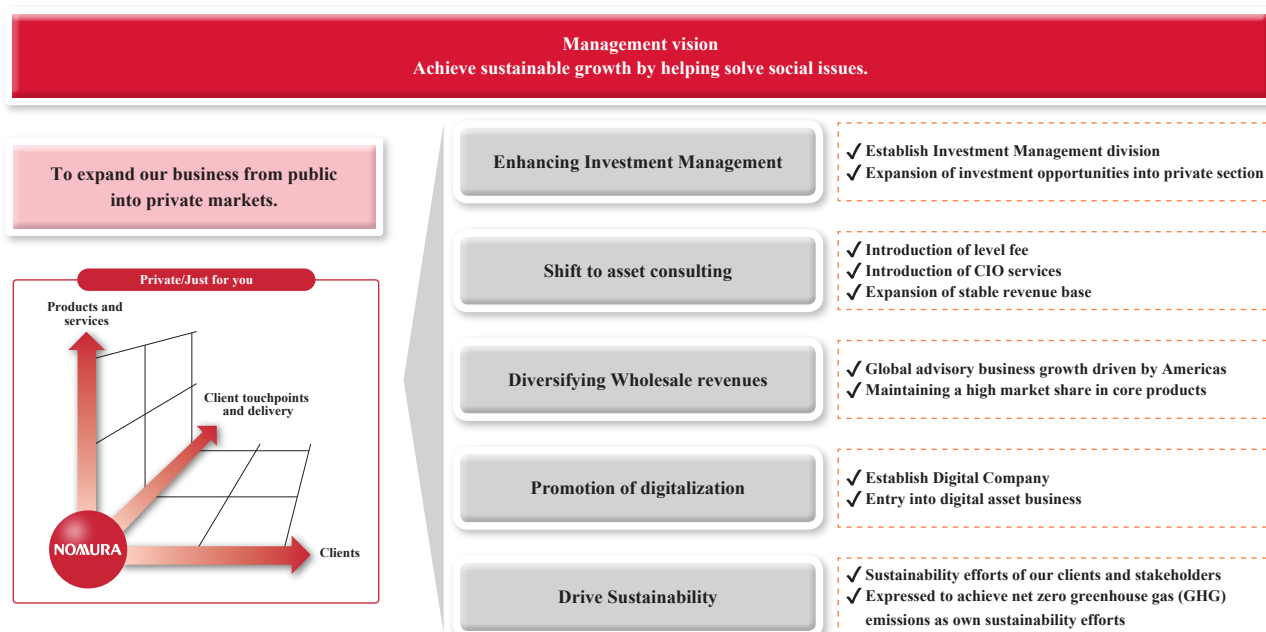 Management vision
Achieve sustainable growth by helping solve social issues.
To expand our business from public
into private markets.
Private/Just for you
Products and
services
Client touchpoints
and delivery
NOMURA
Clients
Enhancing Investment Management
✓ Establish Investment Management division
✓ Expansion of investment opportunities into private section
Shift to asset consulting
✓ Introduction of level fee
✓ Introduction of CIO services
✓ Expansion of stable revenue base
Diversifying Wholesale revenues
✓ Global advisory business growth driven by Americas
✓ Maintaining a high market share in core products
Promotion of digitalization
✓ Establish Digital Company
✓ Entry into digital asset business
Drive Sustainability
✓ Sustainability efforts of our clients and stakeholders
✓ Expressed to achieve net zero greenhouse gas (GHG)
emissions as own sustainability efforts